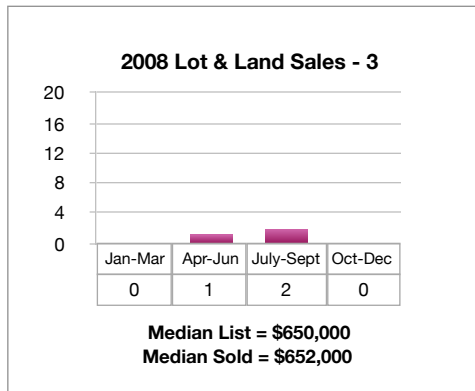 2008 Lot & Land Sales - 3
20
16
12
8
4
0
Jan-Mar Apr-Jun July-Sept Oct-Dec
0 1 2 0
Median List = $650,000
Median Sold = $652,000